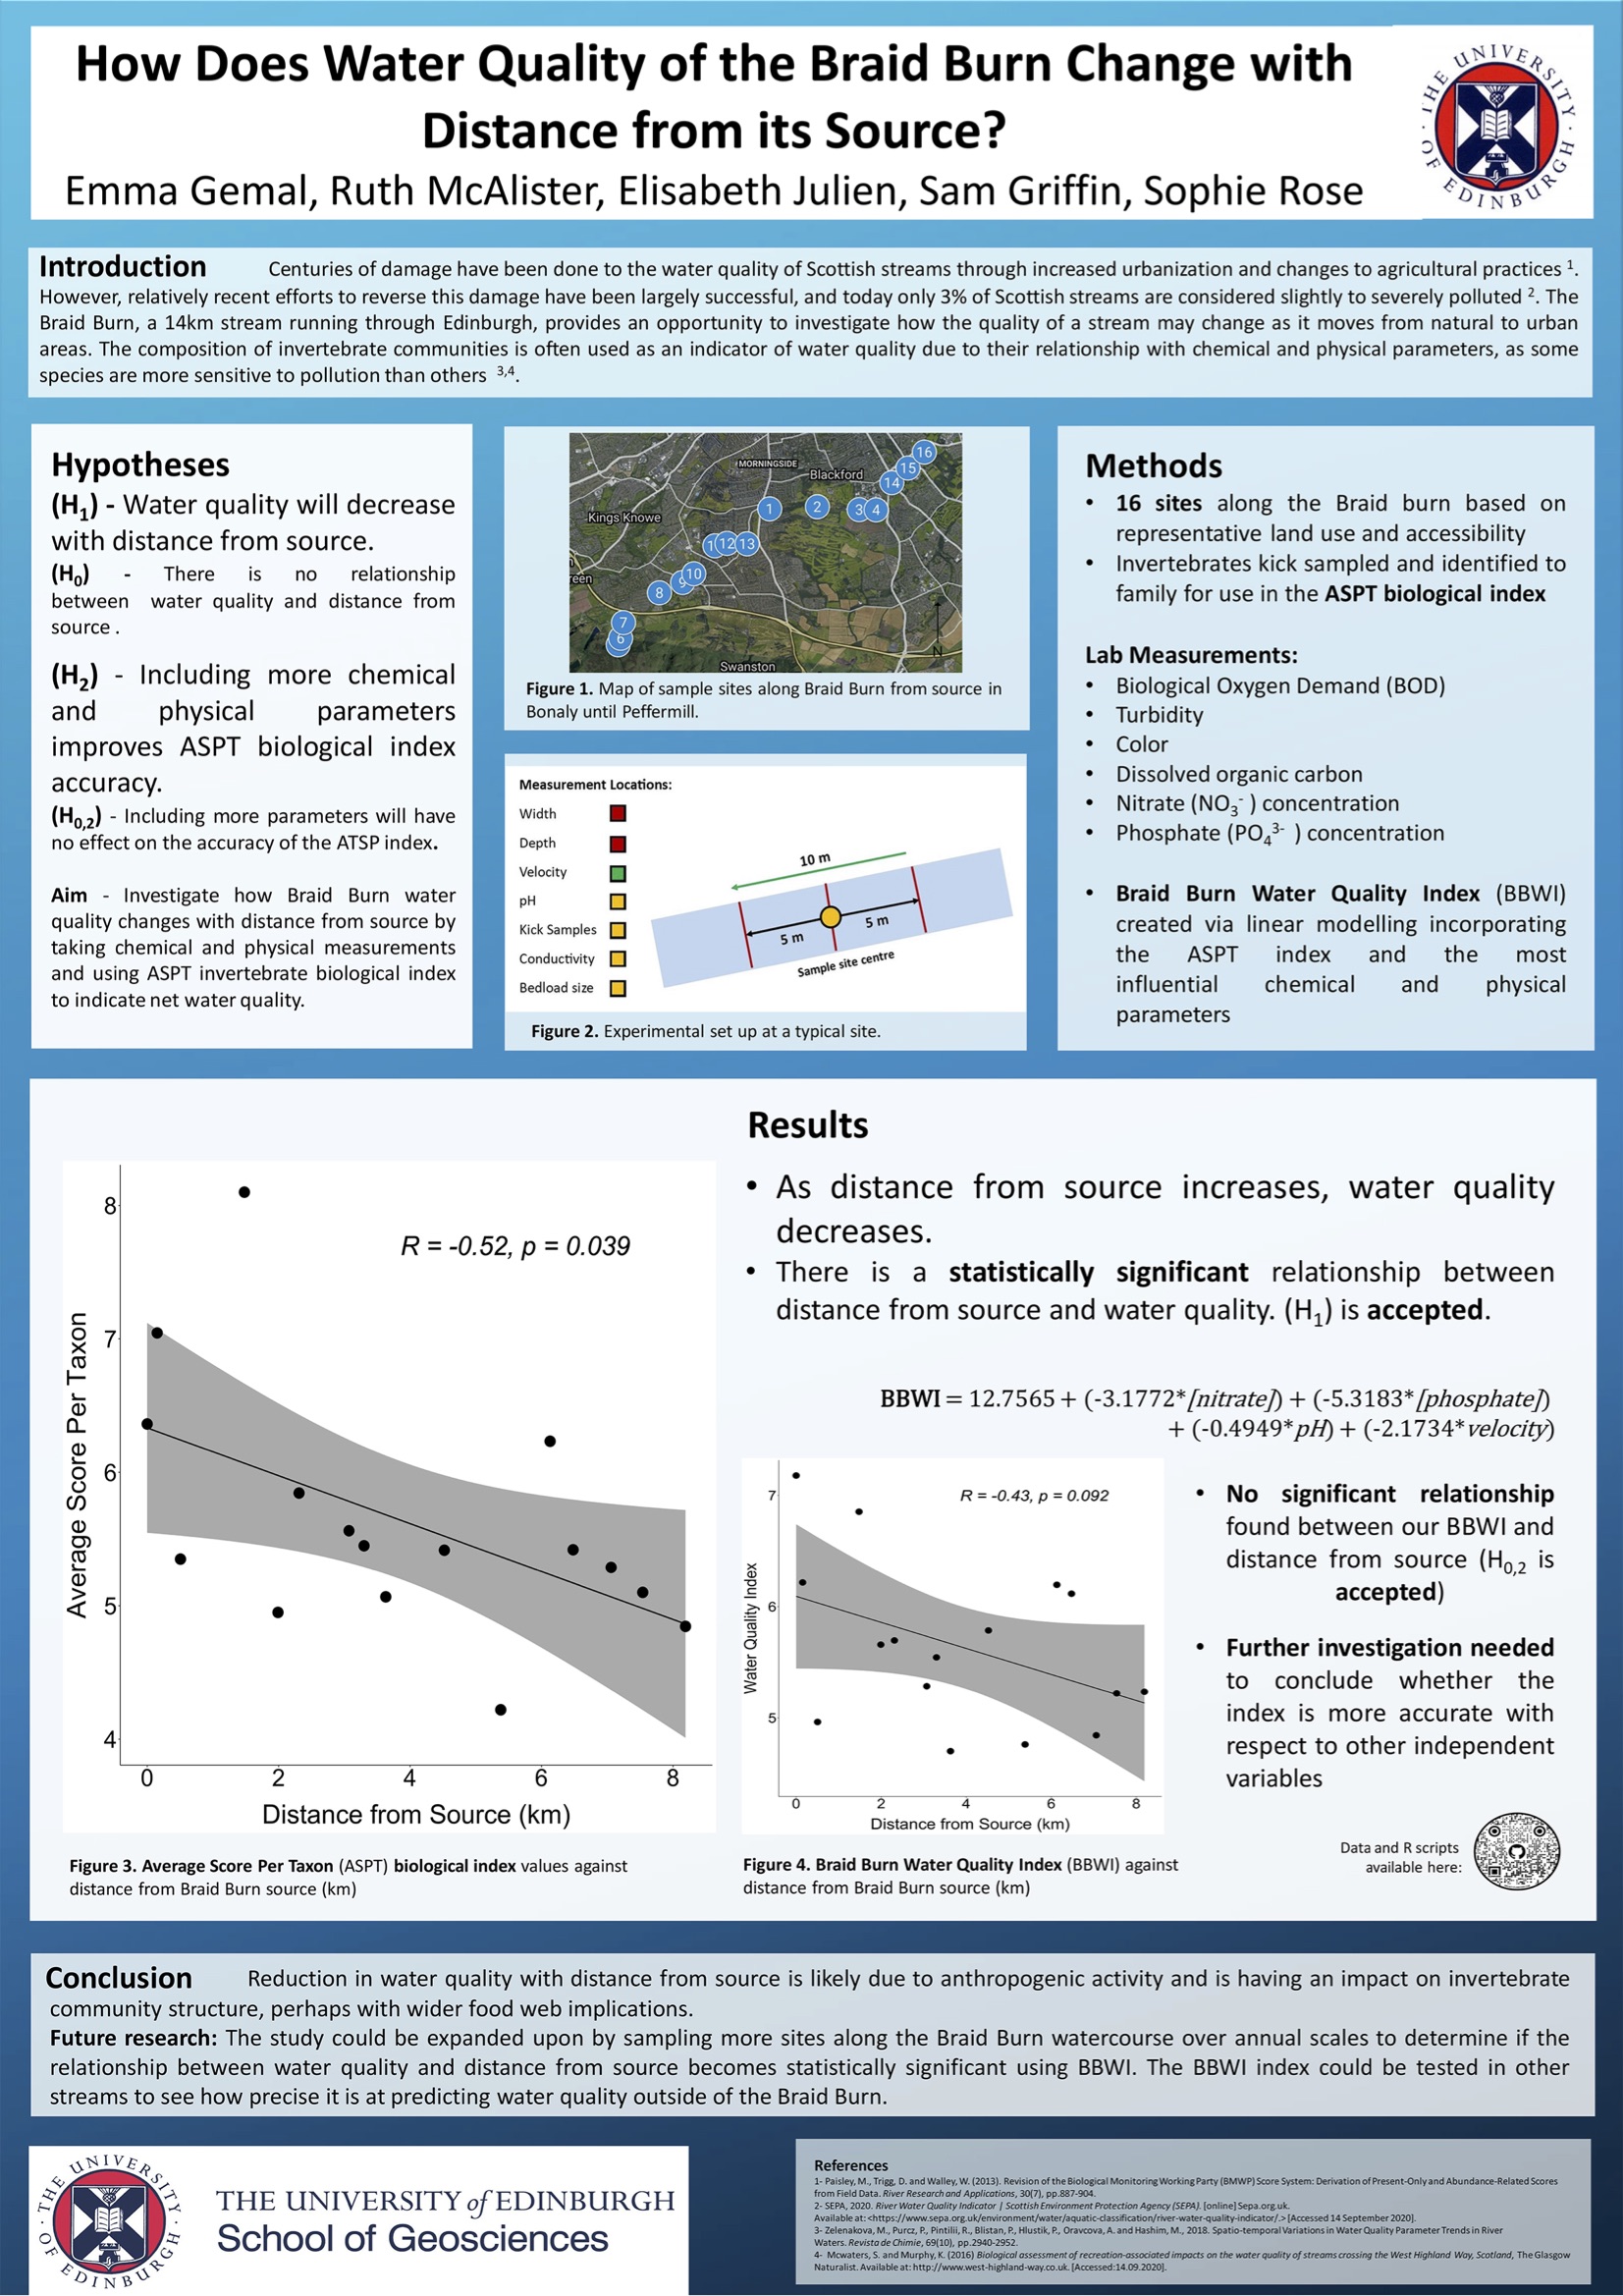 How Does Water Quality of the Braid Burn Change with
Distance from its Source?
Emma Gemal, Ruth McAlister, Elisabeth Julien, Sam Griffin, Sophie Rose
· THE UNIVERSITY · OF EDINBURGH
Introduction Centuries of damage have been done to the water quality of Scottish streams through increased urbanization and changes to agricultural practices 1.
However, relatively recent efforts to reverse this damage have been largely successful, and today only 3% of Scottish streams are considered slightly to severely polluted 2. The
Braid Burn, a 14km stream running through Edinburgh, provides an opportunity to investigate how the quality of a stream may change as it moves from natural to urban
areas. The composition of invertebrate communities is often used as an indicator of water quality due to their relationship with chemical and physical parameters, as some
species are more sensitive to pollution than others 3,4.
Hypotheses
(H1) - Water quality will decrease
with distance from source.
(H0) - There is no relationship
between water quality and distance from
source .
(H2) - Including more chemical
and physical parameters
improves ASPT biological index
accuracy.
(H0,2) - Including more parameters will have
no effect on the accuracy of the ATSP index.
Aim - Investigate how Braid Burn water
quality changes with distance from source by
taking chemical and physical measurements
and using ASPT invertebrate biological index
to indicate net water quality.
MORNINGSIDE
Blackford
Kings Knowe
reen
Swanston
N
16
15
14
1
2
3
4
1
12
13
10
9
8
7
6
Figure 1. Map of sample sites along Braid Burn from source in
Bonaly until Peffermill.
Measurement Locations:
Width
Depth
Velocity
pH
Kick Samples
Conductivity
Bedload size
10 m
5 m
5 m
Sample site centre
Figure 2. Experimental set up at a typical site.
Methods
• 16 sites along the Braid burn based on
representative land use and accessibility
• Invertebrates kick sampled and identified to
family for use in the ASPT biological index
Lab Measurements:
• Biological Oxygen Demand (BOD)
• Turbidity
• Color
• Dissolved organic carbon
• Nitrate (NO3- ) concentration
• Phosphate (PO43- ) concentration
• Braid Burn Water Quality Index (BBWI)
created via linear modelling incorporating
the ASPT index and the most
influential chemical and physical
parameters
Results
• As distance from source increases, water quality
decreases.
• There is a statistically significant relationship between
distance from source and water quality. (H1) is accepted.
BBWI = 12.7565 + (-3.1772*[nitrate]) + (-5.3183*[phosphate])
+ (-0.4949*pH) + (-2.1734*velocity)
Average Score Per Taxon
8
7
6
5
4
R = -0.52, p = 0.039
0 2 4 6 8
Distance from Source (km)
Figure 3. Average Score Per Taxon (ASPT) biological index values against
distance from Braid Burn source (km)
Water Quality Index
7
6
5
R = -0.43, p = 0.092
0 2 4 6 8
Distance from Source (km)
Figure 4. Braid Burn Water Quality Index (BBWI) against
distance from Braid Burn source (km)
• No significant relationship
found between our BBWI and
distance from source (H0,2 is
accepted)
• Further investigation needed
to conclude whether the
index is more accurate with
respect to other independent
variables
Data and R scripts
available here:
Conclusion Reduction in water quality with distance from source is likely due to anthropogenic activity and is having an impact on invertebrate
community structure, perhaps with wider food web implications.
Future research: The study could be expanded upon by sampling more sites along the Braid Burn watercourse over annual scales to determine if the
relationship between water quality and distance from source becomes statistically significant using BBWI. The BBWI index could be tested in other
streams to see how precise it is at predicting water quality outside of the Braid Burn.
· THE UNIVERSITY · OF EDINBURGH
THE UNIVERSITY of EDINBURGH
School of Geosciences
References
1- Paisley, M., Trigg, D. and Walley, W. (2013). Revision of the Biological Monitoring Working Party (BMWP) Score System: Derivation of Present-Only and Abundance-Related Scores
from Field Data. River Research and Applications, 30(7), pp.887-904.
2- SEPA, 2020. River Water Quality Indicator | Scottish Environment Protection Agency (SEPA). [online] Sepa.org.uk.
Available at: <https://www.sepa.org.uk/environment/water/aquatic-classification/river-water-quality-indicator/.> [Accessed 14 September 2020].
3- Zelenakova, M., Purcz, P., Pintilii, R., Blistan, P., Hlustik, P., Oravcova, A. and Hashim, M., 2018. Spatio-temporal Variations in Water Quality Parameter Trends in River
Waters. Revista de Chimie, 69(10), pp.2940-2952.
4- Mcwaters, S. and Murphy, K. (2016) Biological assessment of recreation-associated impacts on the water quality of streams crossing the West Highland Way, Scotland, The Glasgow
Naturalist. Available at: http://www.west-highland-way.co.uk. [Accessed:14.09.2020].